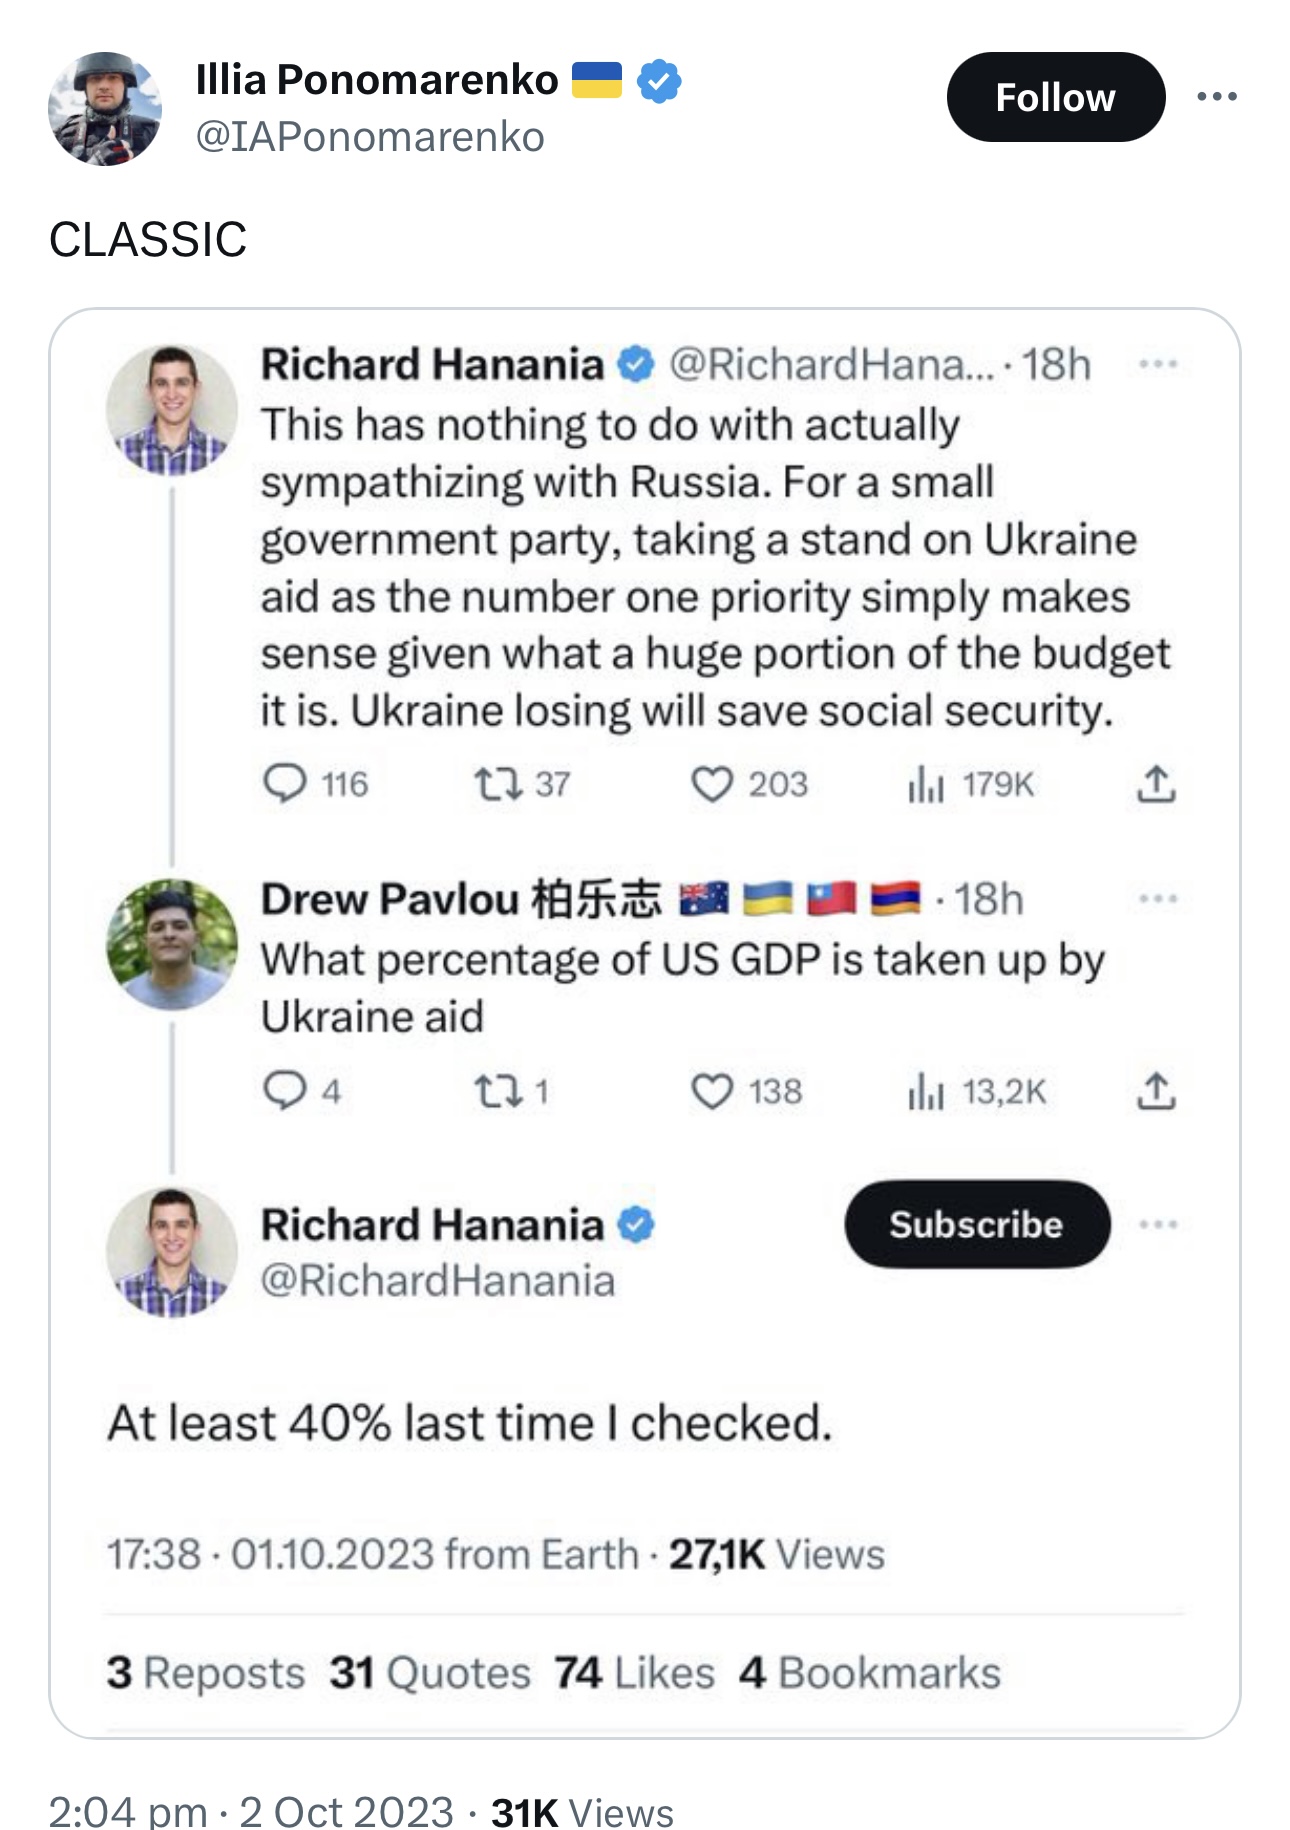 Illia Ponomarenko 🇺🇦
@IAPonomarenko
Follow
CLASSIC
Richard Hanania @RichardHana... · 18h
This has nothing to do with actually
sympathizing with Russia. For a small
government party, taking a stand on Ukraine
aid as the number one priority simply makes
sense given what a huge portion of the budget
it is. Ukraine losing will save social security.
116 37 203 179K
Drew Pavlou 柏乐志 🇦🇺 🇺🇦 🇹🇼 🇦🇲 · 18h
What percentage of US GDP is taken up by
Ukraine aid
4 1 138 13,2K
Richard Hanania
@RichardHanania
Subscribe
At least 40% last time I checked.
17:38 · 01.10.2023 from Earth · 27,1K Views
3 Reposts 31 Quotes 74 Likes 4 Bookmarks
2:04 pm · 2 Oct 2023 · 31K Views